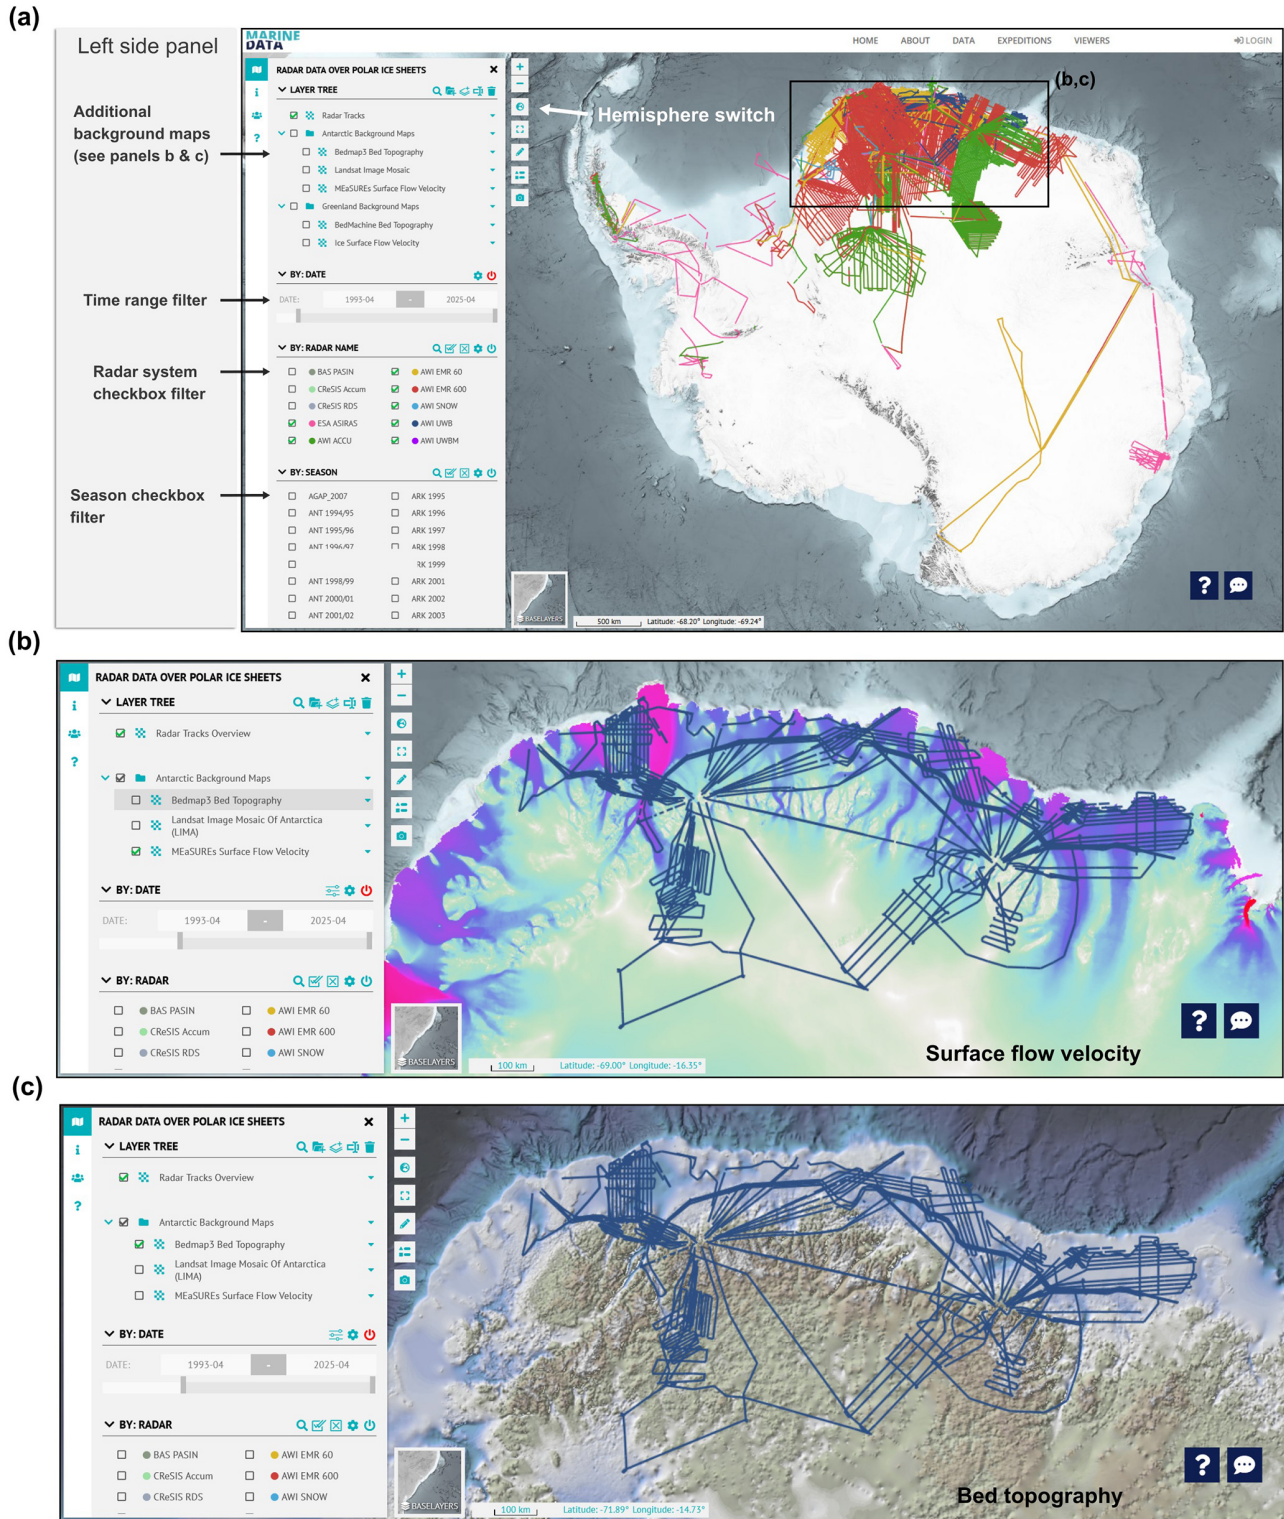 (a)
Left side panel
Additional
background maps
(see panels b & c)
Time range filter
Radar system
checkbox filter
Season checkbox
filter
MARINE
DATA
HOME ABOUT DATA EXPEDITIONS VIEWERS LOGIN
RADAR DATA OVER POLAR ICE SHEETS
LAYER TREE
Radar Tracks
Antarctic Background Maps
Bedmap3 Bed Topography
Landsat Image Mosaic
MEaSUREs Surface Flow Velocity
Greenland Background Maps
BedMachine Bed Topography
Ice Surface Flow Velocity
BY: DATE
DATE: 1993-04 - 2025-04
BY: RADAR NAME
BAS PASIN AWI EMR 60
CReSIS Accum AWI EMR 600
CReSIS RDS AWI SNOW
ESA ASIRAS AWI UWB
AWI ACCU AWI UWBM
BY: SEASON
AGAP_2007 ARK 1995
ANT 1994/95 ARK 1996
ANT 1995/96 ARK 1997
ANT 1996/97 ARK 1998
RK 1999
ANT 1998/99 ARK 2001
ANT 2000/01 ARK 2002
ANT 2001/02 ARK 2003
Hemisphere switch
(b,c)
BASELAYERS
500 km Latitude: -68.20° Longitude: -69.24°
?
(b)
RADAR DATA OVER POLAR ICE SHEETS
LAYER TREE
Radar Tracks Overview
Antarctic Background Maps
Bedmap3 Bed Topography
Landsat Image Mosaic Of Antarctica
(LIMA)
MEaSUREs Surface Flow Velocity
BY: DATE
DATE: 1993-04 - 2025-04
BY: RADAR
BAS PASIN AWI EMR 60
CReSIS Accum AWI EMR 600
CReSIS RDS AWI SNOW
BASELAYERS
100 km Latitude: -69.00° Longitude: -16.35°
?
Surface flow velocity
(c)
RADAR DATA OVER POLAR ICE SHEETS
LAYER TREE
Radar Tracks Overview
Antarctic Background Maps
Bedmap3 Bed Topography
Landsat Image Mosaic Of Antarctica
(LIMA)
MEaSUREs Surface Flow Velocity
BY: DATE
DATE: 1993-04 - 2025-04
BY: RADAR
BAS PASIN AWI EMR 60
CReSIS Accum AWI EMR 600
CReSIS RDS AWI SNOW
BASELAYERS
100 km Latitude: -71.89° Longitude: -14.73°
?
Bed topography